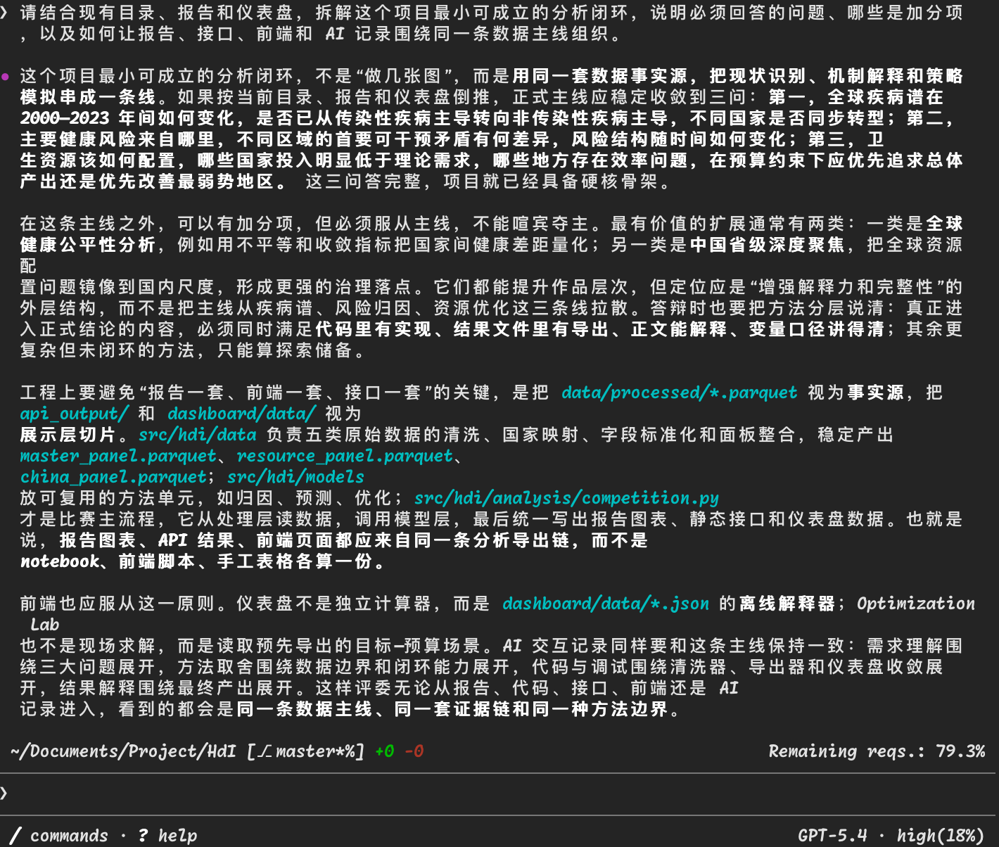 ❯ 请结合现有目录、报告和仪表盘，拆解这个项目最小可成立的分析闭环，说明必须回答的问题、哪些是加分项
，以及如何让报告、接口、前端和 AI 记录围绕同一条数据主线组织。
● 这个项目最小可成立的分析闭环，不是“做几张图”，而是用同一套数据事实源，把现状识别、机制解释和策略
模拟串成一条线。如果按当前目录、报告和仪表盘倒推，正式主线应稳定收敛到三问：第一，全球疾病谱在
2000—2023 年间如何变化，是否已从传染性疾病主导转向非传染性疾病主导，不同国家是否同步转型；第二，
主要健康风险来自哪里，不同区域的首要可干预矛盾有何差异，风险结构随时间如何变化；第三，卫
生资源该如何配置，哪些国家投入明显低于理论需求，哪些地方存在效率问题，在预算约束下应优先追求总体
产出还是优先改善最弱势地区。 这三问答完整，项目就已经具备硬核骨架。
在这条主线之外，可以有加分项，但必须服从主线，不能喧宾夺主。最有价值的扩展通常有两类：一类是全球
健康公平性分析，例如用不平等和收敛指标把国家间健康差距量化；另一类是中国省级深度聚焦，把全球资源
配
置问题镜像到国内尺度，形成更强的治理落点。它们都能提升作品层次，但定位应是“增强解释力和完整性”的
外层结构，而不是把主线从疾病谱、风险归因、资源优化这三条线拉散。答辩时也要把方法分层说清：真正进
入正式结论的内容，必须同时满足代码里有实现、结果文件里有导出、正文能解释、变量口径讲得清；其余更
复杂但未闭环的方法，只能算探索储备。
工程上要避免“报告一套、前端一套、接口一套”的关键，是把 data/processed/*.parquet 视为事实源，把
api_output/ 和 dashboard/data/ 视为
展示层切片。src/hdi/data 负责五类原始数据的清洗、国家映射、字段标准化和面板整合，稳定产出
master_panel.parquet、resource_panel.parquet、
china_panel.parquet；src/hdi/models
放可复用的方法单元，如归因、预测、优化；src/hdi/analysis/competition.py
才是比赛主流程，它从处理层读数据，调用模型层，最后统一写出报告图表、静态接口和仪表盘数据。也就是
说，报告图表、API 结果、前端页面都应来自同一条分析导出链，而不是
notebook、前端脚本、手工表格各算一份。
前端也应服从这一原则。仪表盘不是独立计算器，而是 dashboard/data/*.json 的离线解释器；Optimization
Lab
也不是现场求解，而是读取预先导出的目标—预算场景。AI 交互记录同样要和这条主线保持一致：需求理解围
绕三大问题展开，方法取舍围绕数据边界和闭环能力展开，代码与调试围绕清洗器、导出器和仪表盘收敛展
开，结果解释围绕最终产出展开。这样评委无论从报告、代码、接口、前端还是 AI
记录进入，看到的都会是同一条数据主线、同一套证据链和同一种方法边界。
~/Documents/Project/HdI [⎇ master*%] +0 -0 Remaining reqs.: 79.3%
❯
/ commands · ? help GPT-5.4 · high(18%)